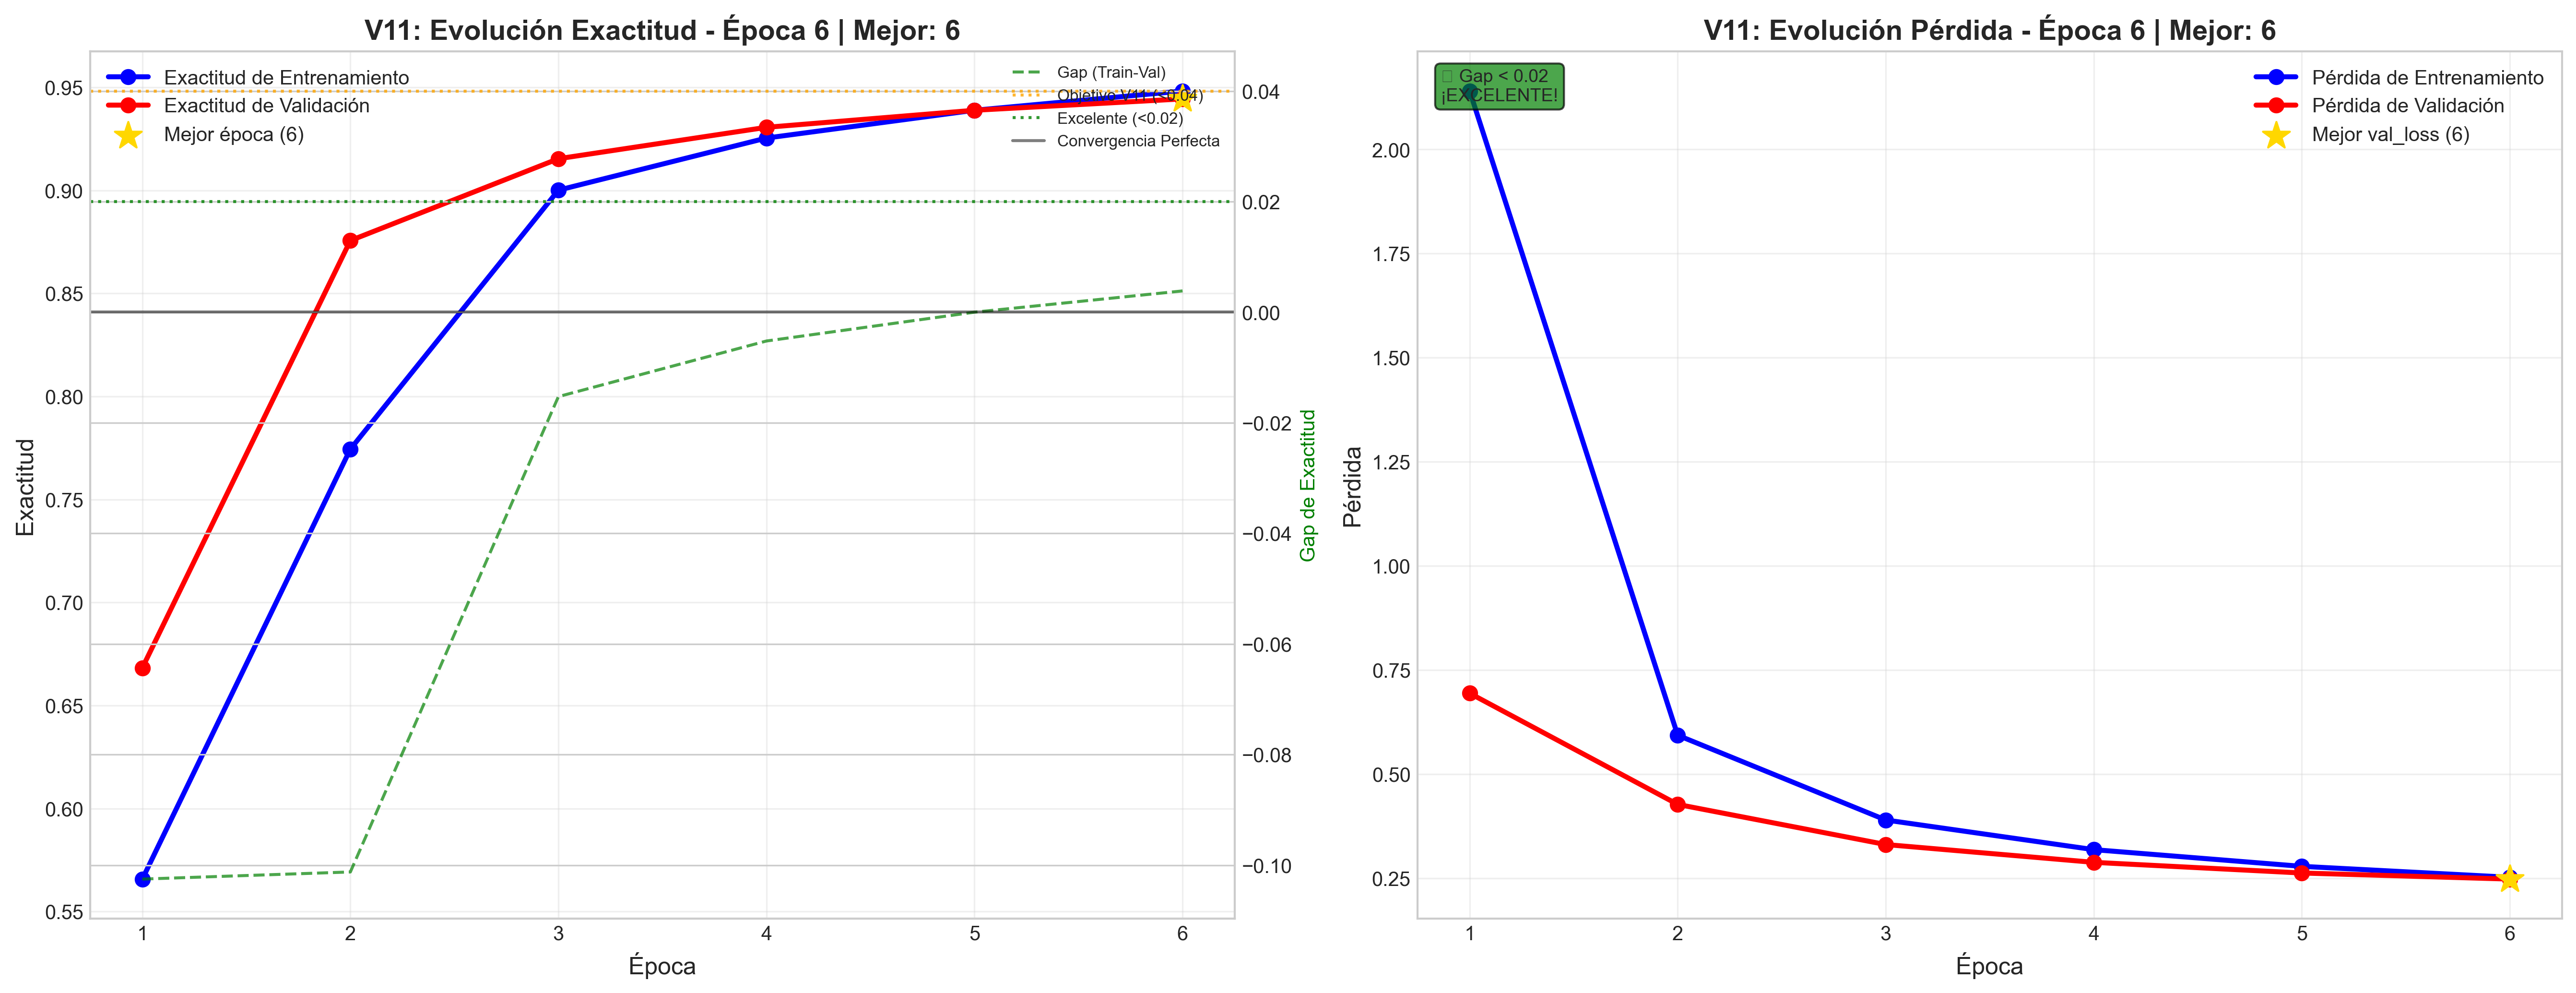 V11: Evolución Exactitud - Época 6 | Mejor: 6
Exactitud de Entrenamiento
Exactitud de Validación
Mejor época (6)
Gap (Train-Val)
Objetivo V11 (<0.04)
Excelente (<0.02)
Convergencia Perfecta
0.95
0.90
0.85
0.80
0.75
0.70
0.65
0.60
0.55
Exactitud
0.04
0.02
0.00
−0.02
−0.04
−0.06
−0.08
−0.10
Gap de Exactitud
1 2 3 4 5 6
Época
V11: Evolución Pérdida - Época 6 | Mejor: 6
Gap < 0.02
¡EXCELENTE!
Pérdida de Entrenamiento
Pérdida de Validación
Mejor val_loss (6)
2.00
1.75
1.50
1.25
1.00
0.75
0.50
0.25
Pérdida
1 2 3 4 5 6
Época